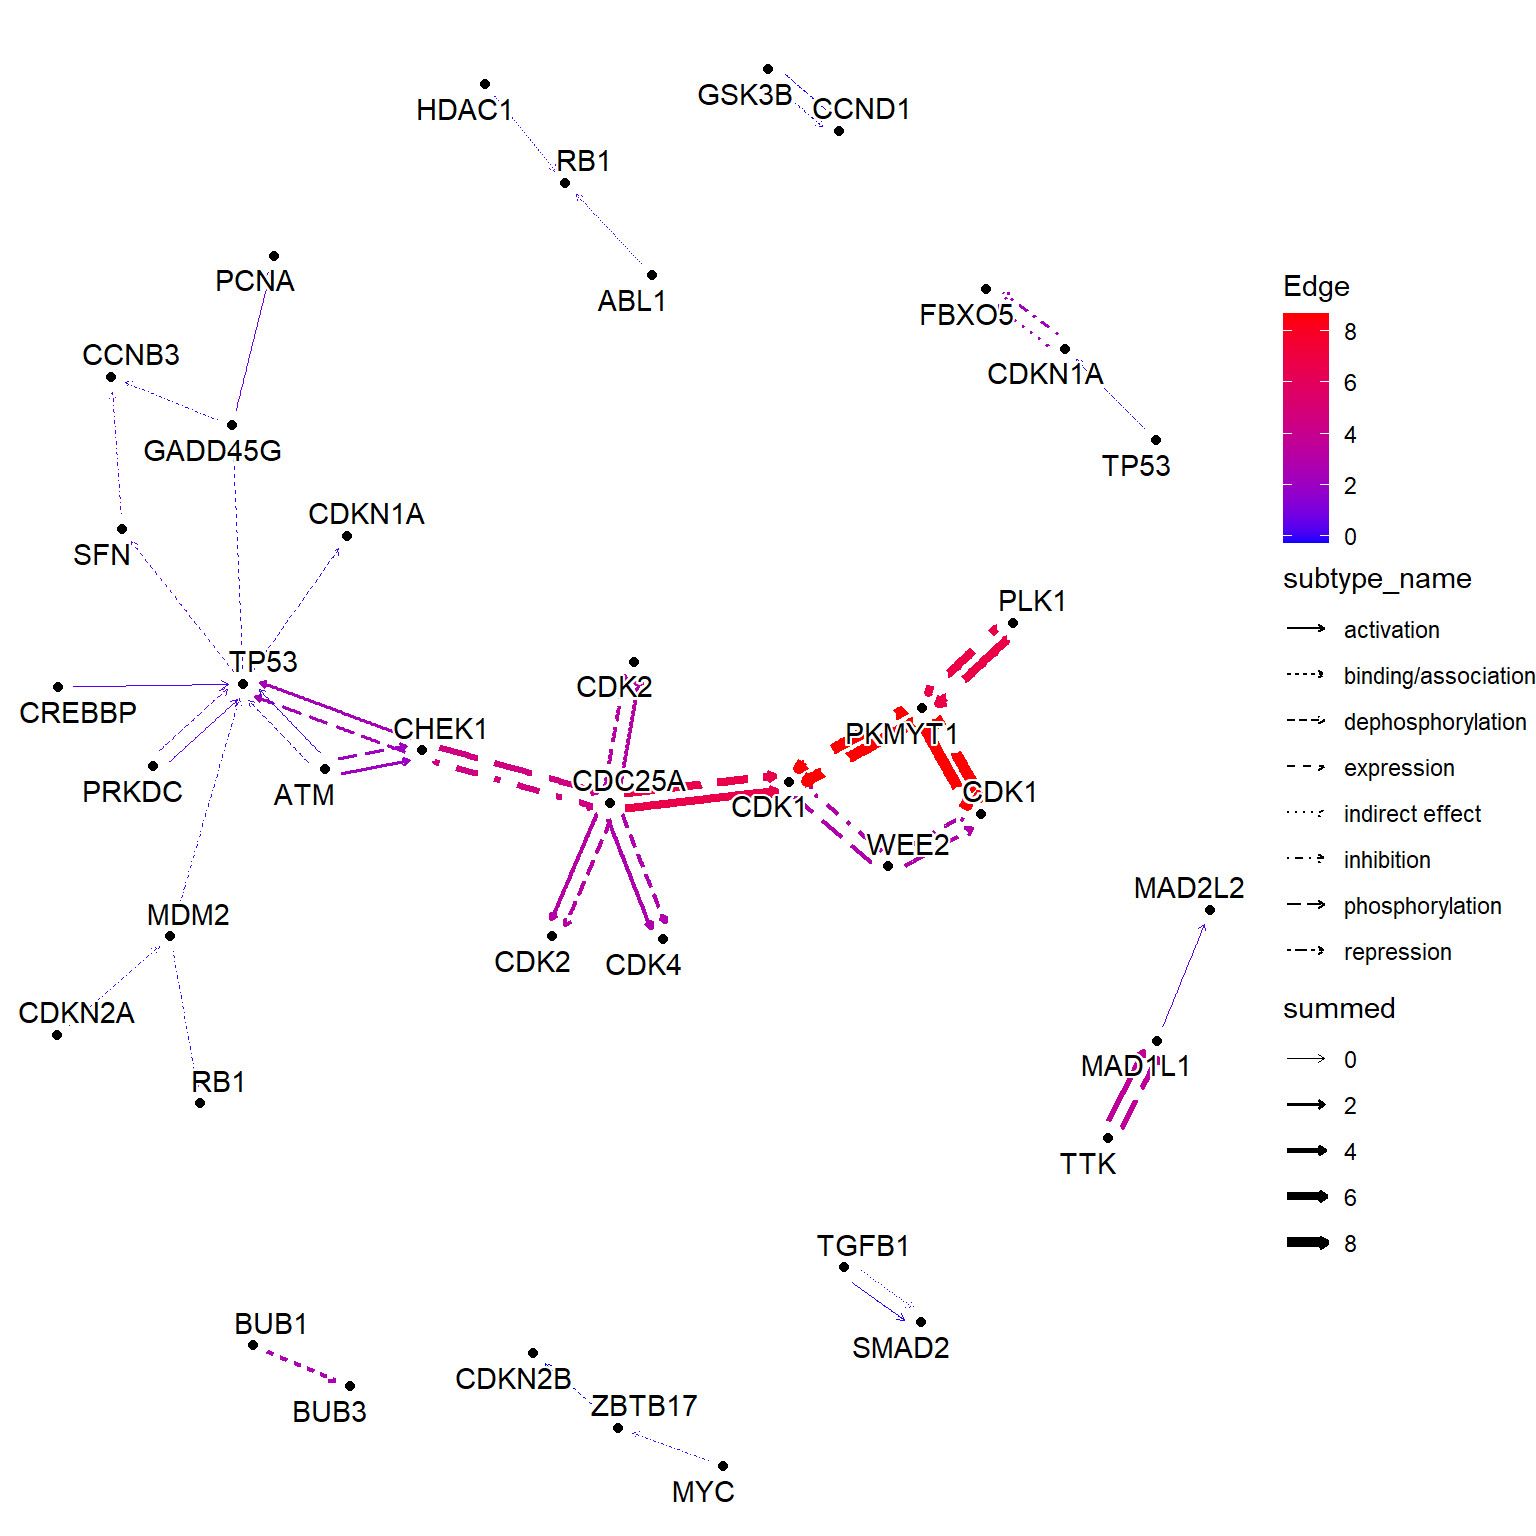 GSK3B
HDAC1
CCND1
RB1
PCNA
ABL1
FBXO5
CCNB3
CDKN1A
GADD45G
TP53
CDKN1A
SFN
PLK1
TP53
CDK2
CREBBP
CHEK1
PKMYT1
CDC25A
PRKDC
ATM
CDK1
CDK1
WEE2
MAD2L2
MDM2
CDK2
CDK4
CDKN2A
MAD1L1
RB1
TTK
TGFB1
BUB1
SMAD2
CDKN2B
ZBTB17
BUB3
MYC
Edge
8
6
4
2
0
subtype_name
activation
binding/association
dephosphorylation
expression
indirect effect
inhibition
phosphorylation
repression
summed
0
2
4
6
8